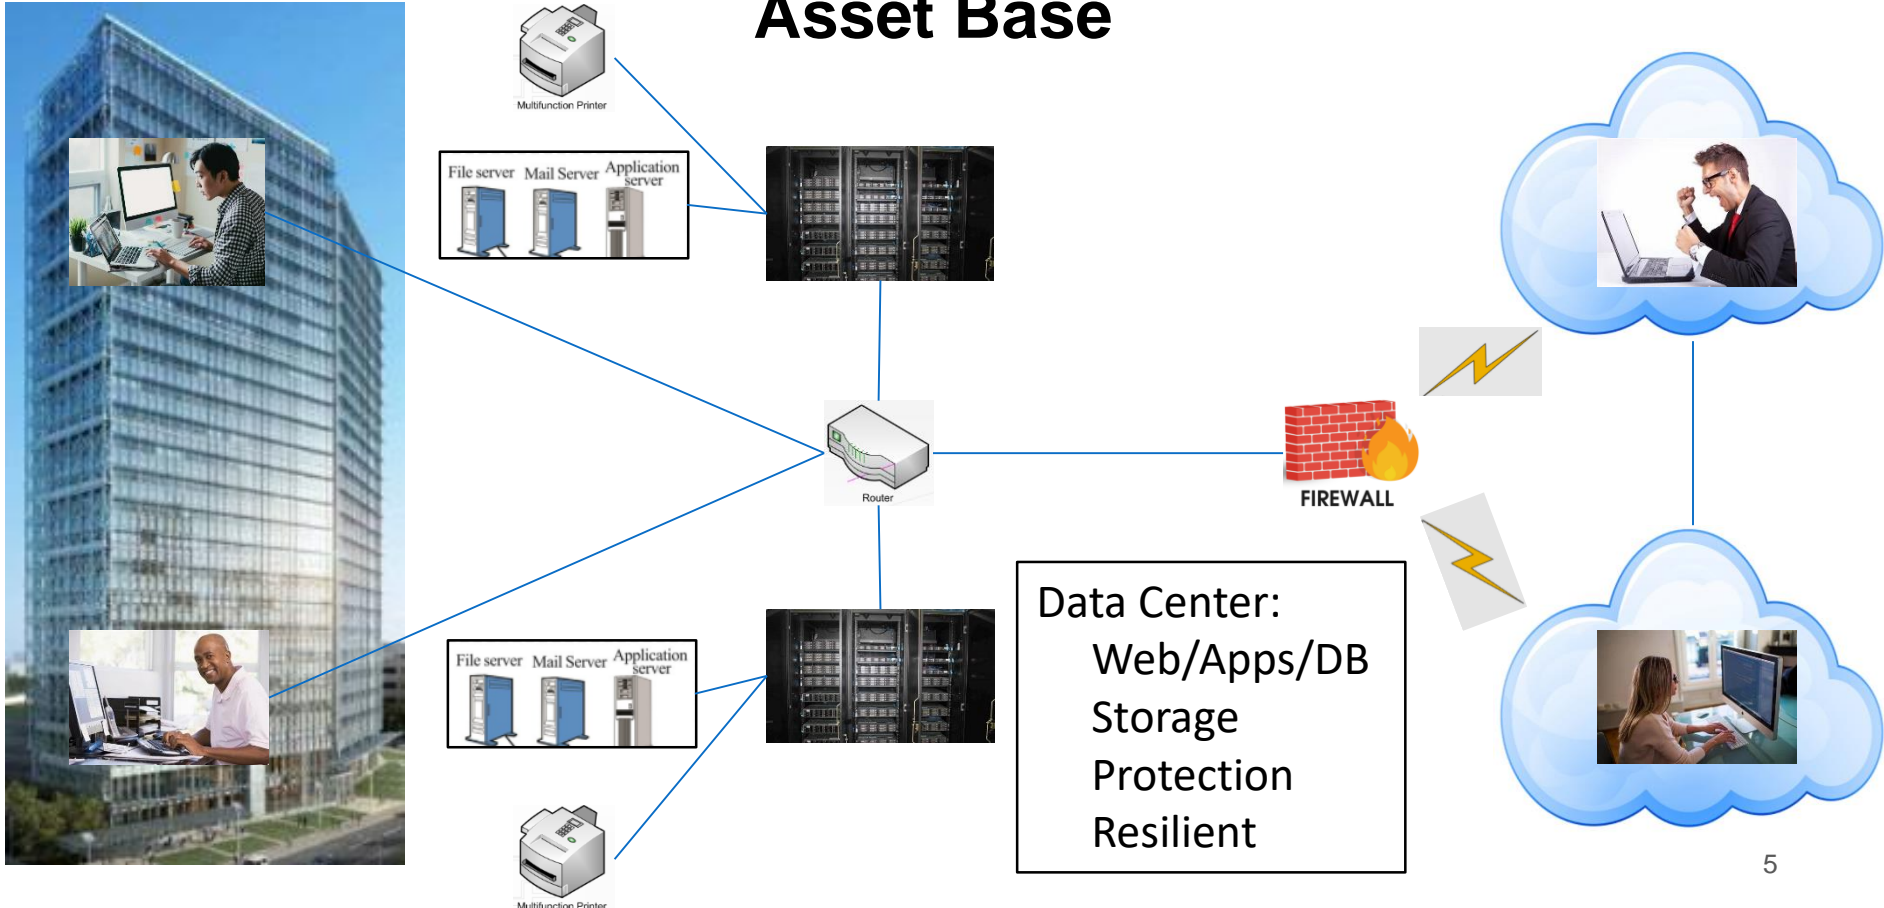 Asset Base
Multifunction Printer
File server Mail Server Application
server
Router
FIREWALL
Data Center:
Web/Apps/DB
Storage
Protection
Resilient
File server Mail Server Application
server
Multifunction Printer
5